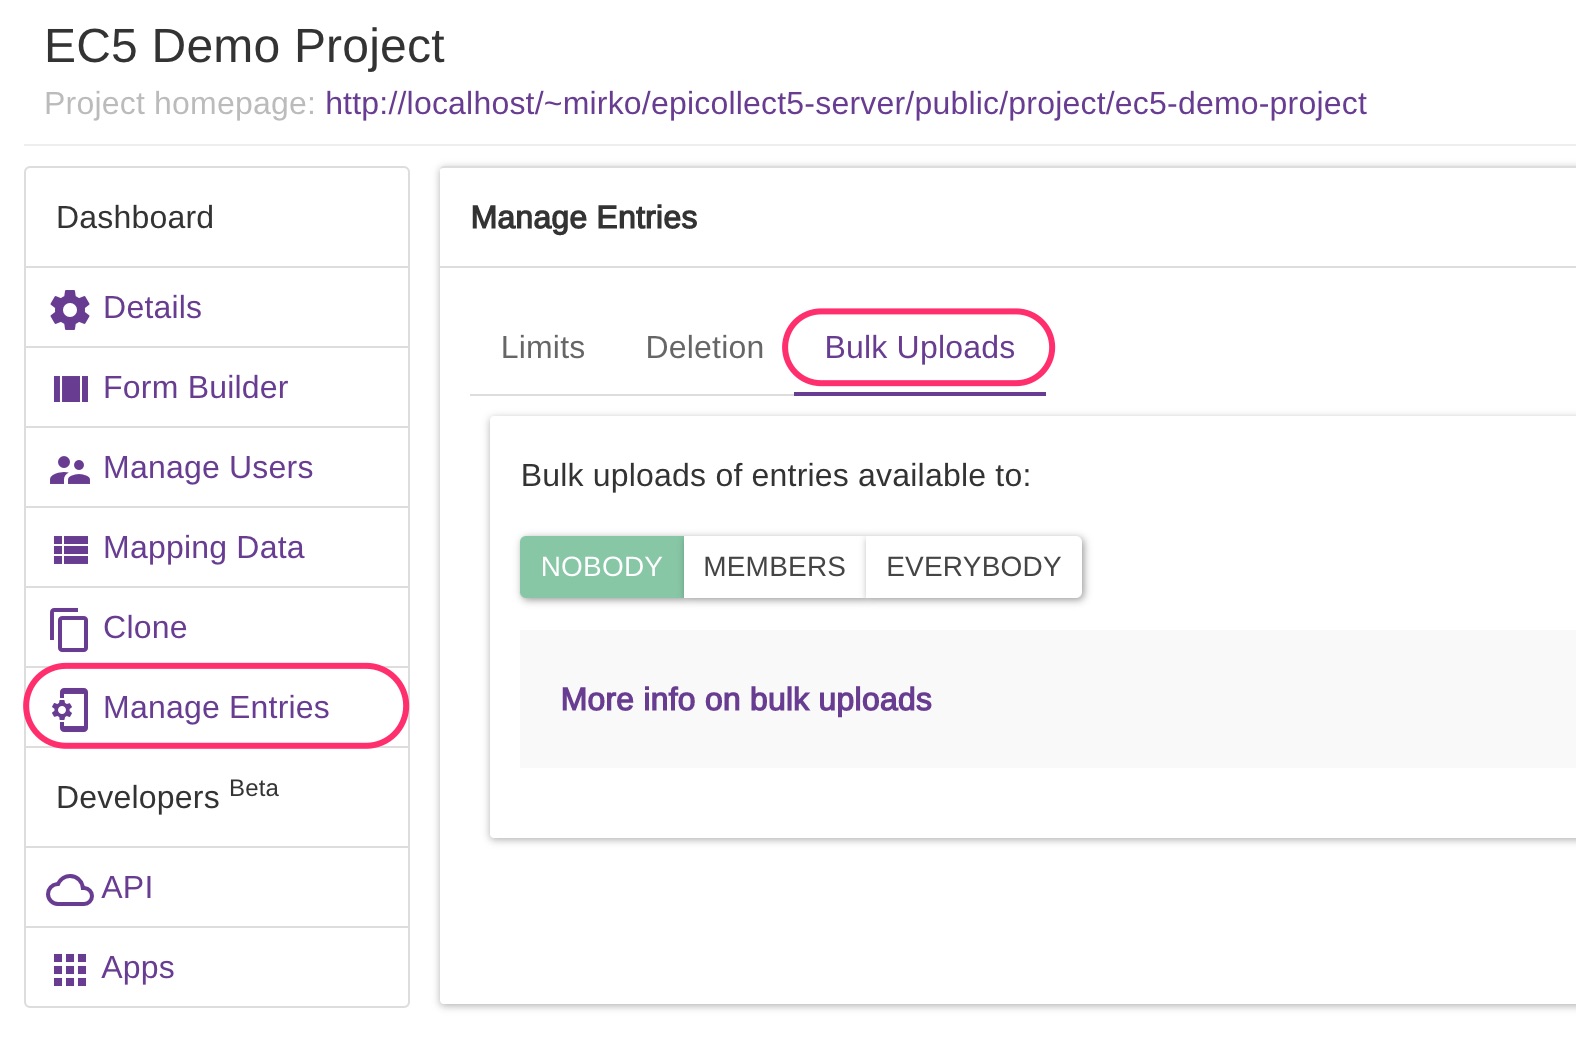 EC5 Demo Project
Project homepage: http://localhost/~mirko/epicollect5-server/public/project/ec5-demo-project
Dashboard
Details
Form Builder
Manage Users
Mapping Data
Clone
Manage Entries
Developers Beta
API
Apps
Manage Entries
Limits Deletion Bulk Uploads
Bulk uploads of entries available to:
NOBODY MEMBERS EVERYBODY
More info on bulk uploads